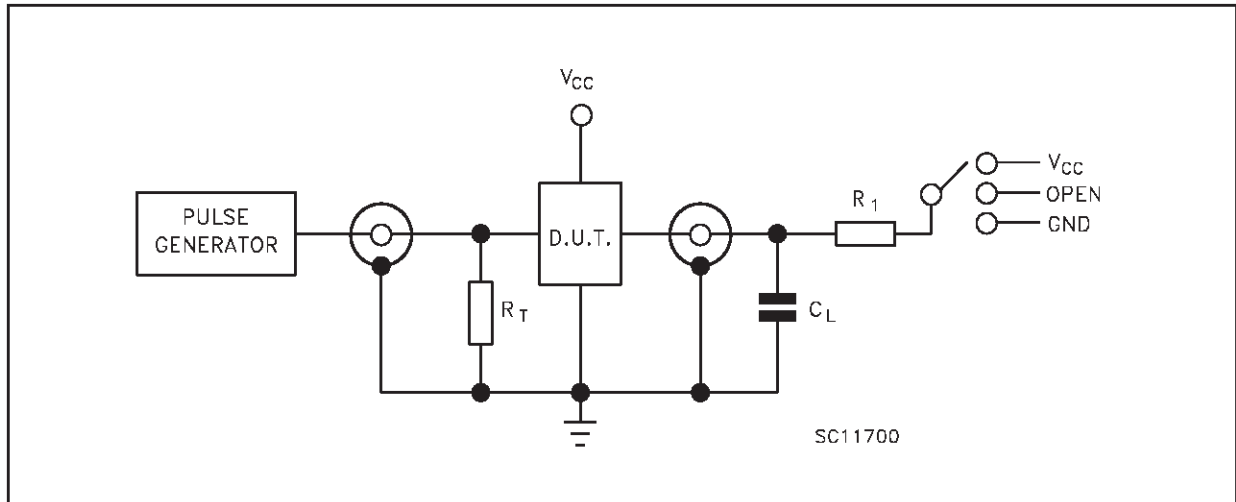 VCC
PULSE
GENERATOR
D.U.T.
RT
CL
R1
VCC
OPEN
GND
SC11700